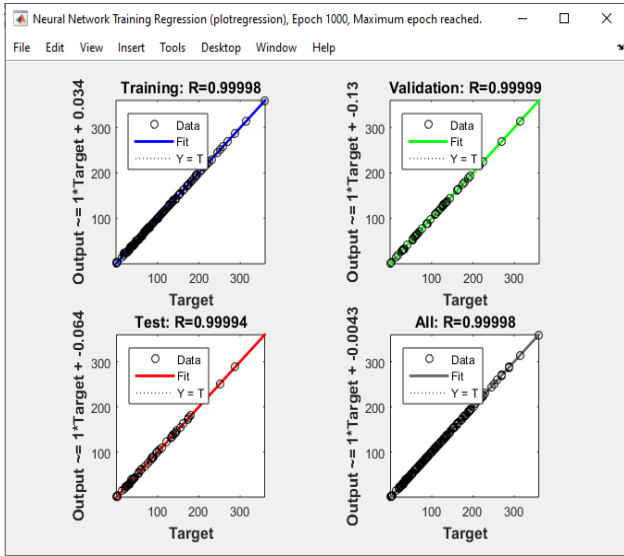 Neural Network Training Regression (plotregression), Epoch 1000, Maximum epoch reached.
File Edit View Insert Tools Desktop Window Help
Training: R=0.99998
Output ~= 1*Target + 0.034
300
200
100
Data
Fit
Y = T
100 200 300
Target
Validation: R=0.99999
Output ~= 1*Target + -0.13
300
200
100
Data
Fit
Y = T
100 200 300
Target
Test: R=0.99994
Output ~= 1*Target + -0.064
300
200
100
Data
Fit
Y = T
100 200 300
Target
All: R=0.99998
Output ~= 1*Target + -0.0043
300
200
100
Data
Fit
Y = T
100 200 300
Target